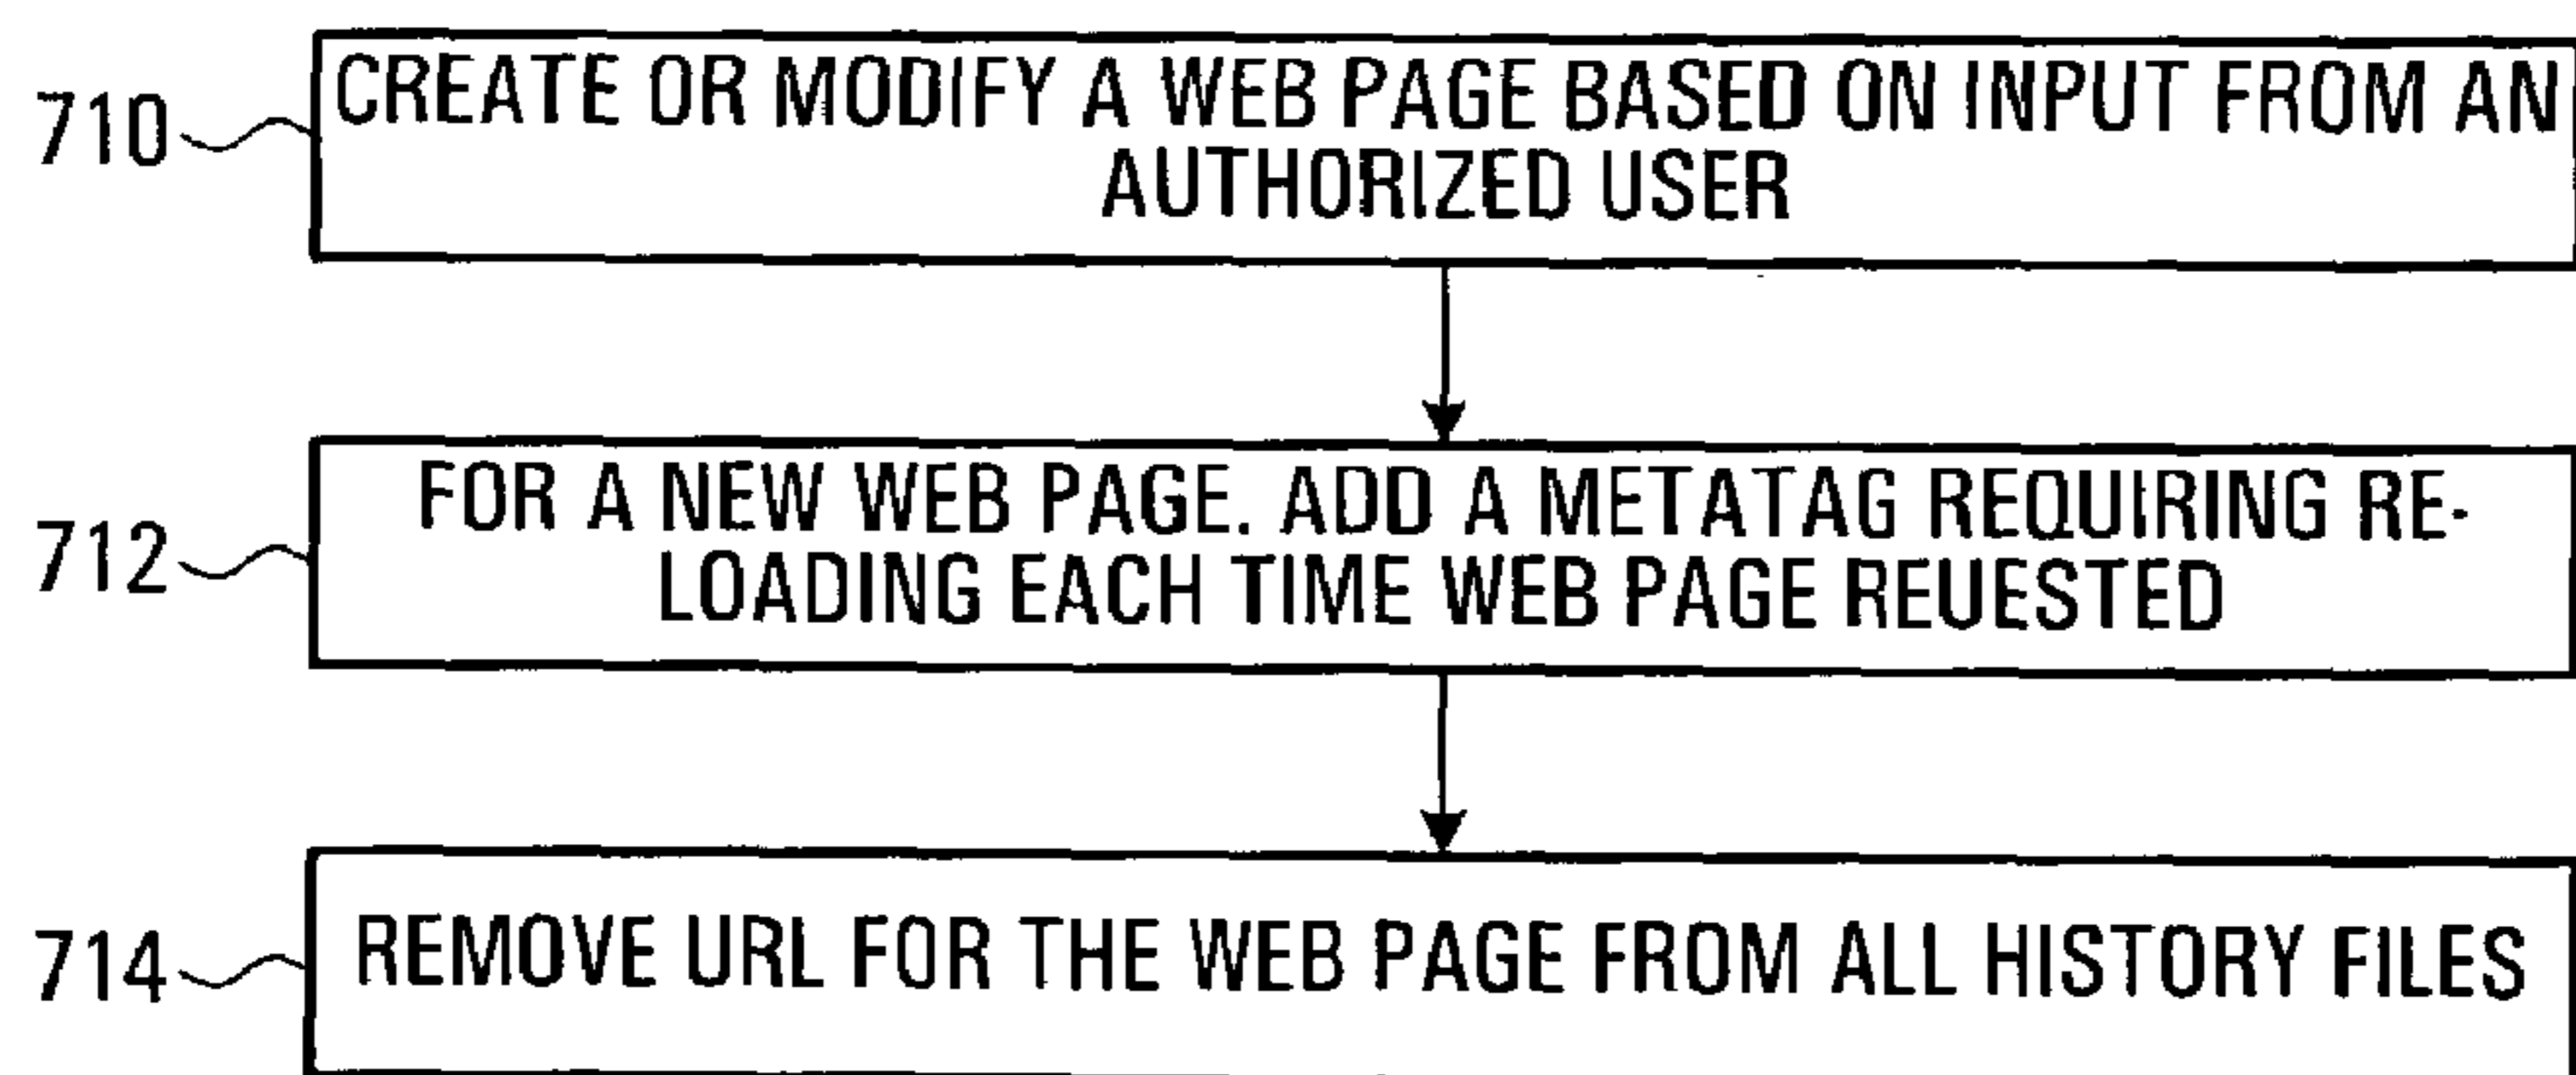 710
CREATE OR MODIFY A WEB PAGE BASED ON INPUT FROM AN
AUTHORIZED USER
712
FOR A NEW WEB PAGE. ADD A METATAG REQUIRING RE-
LOADING EACH TIME WEB PAGE REUESTED
714
REMOVE URL FOR THE WEB PAGE FROM ALL HISTORY FILES